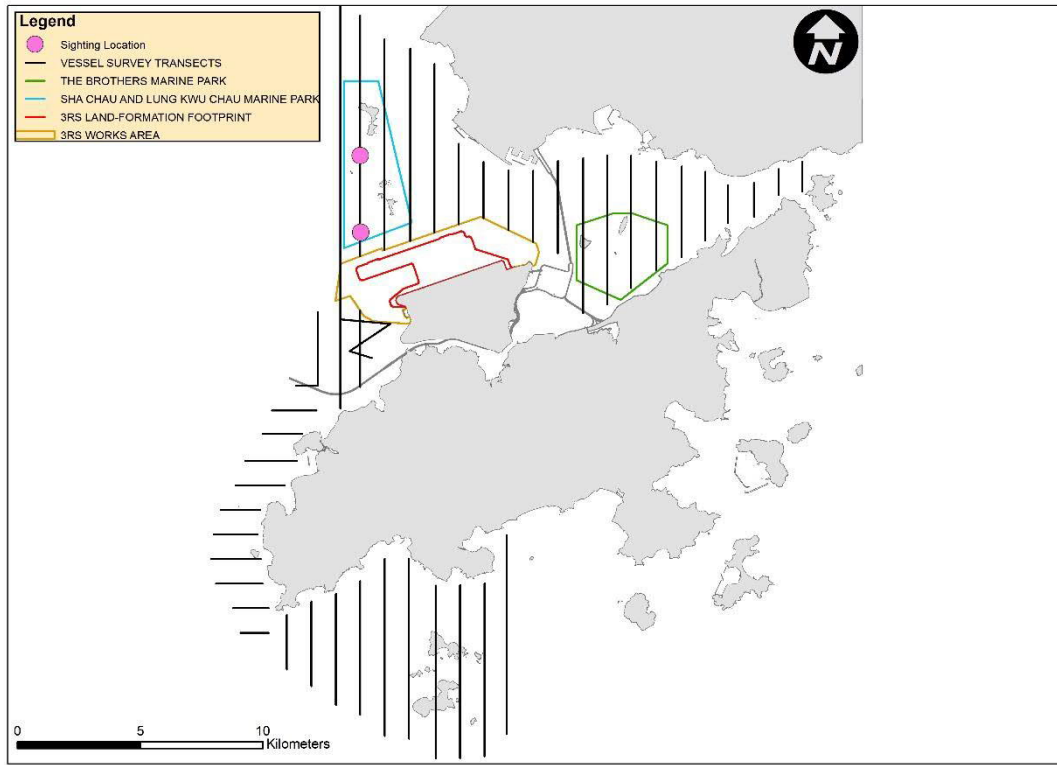 Legend
Sighting Location
VESSEL SURVEY TRANSECTS
THE BROTHERS MARINE PARK
SHA CHAU AND LUNG KWU CHAU MARINE PARK
3RS LAND-FORMATION FOOTPRINT
3RS WORKS AREA
N
0 5 10
Kilometers